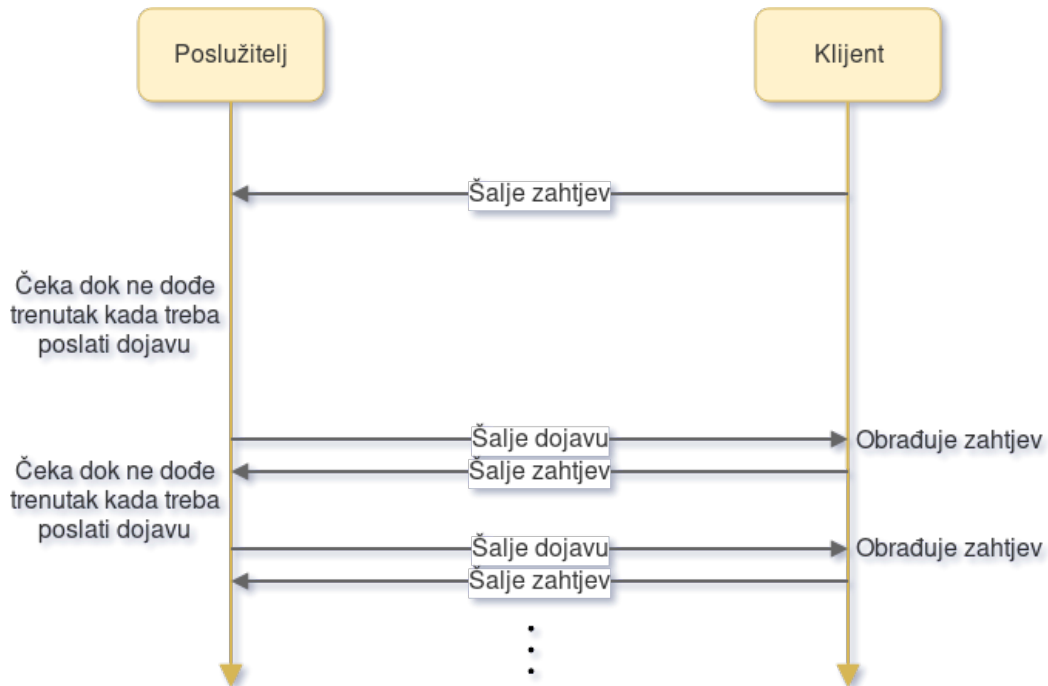 Poslužitelj
Klijent
Šalje zahtjev
Čeka dok ne dođe
trenutak kada treba
poslati dojavu
Šalje dojavu
Obrađuje zahtjev
Šalje zahtjev
Čeka dok ne dođe
trenutak kada treba
poslati dojavu
Šalje dojavu
Obrađuje zahtjev
Šalje zahtjev